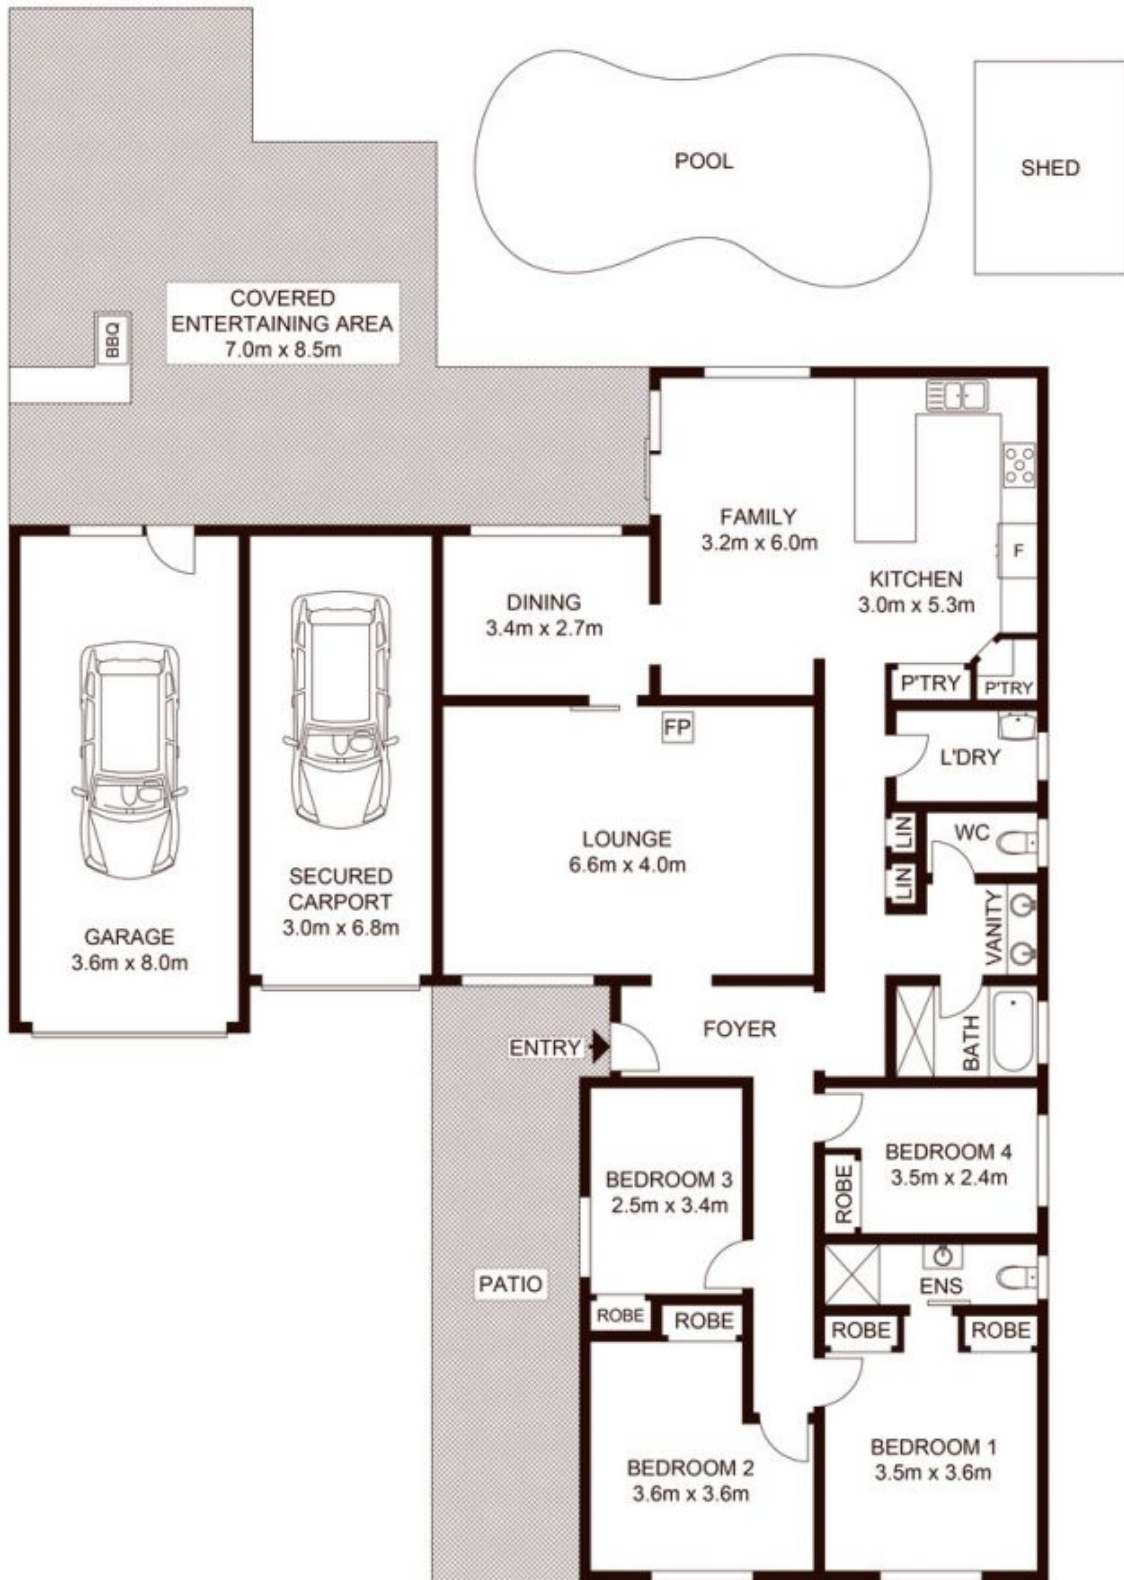 POOL
SHED
COVERED
ENTERTAINING AREA
7.0m x 8.5m
BBQ
FAMILY
3.2m x 6.0m
F
KITCHEN
3.0m x 5.3m
DINING
3.4m x 2.7m
P'TRY
P'TRY
FP
L'DRY
LOUNGE
6.6m x 4.0m
LIN
WC
LIN
VANITY
SECURED
CARPORT
3.0m x 6.8m
GARAGE
3.6m x 8.0m
ENTRY
FOYER
BATH
BEDROOM 3
2.5m x 3.4m
BEDROOM 4
3.5m x 2.4m
ROBE
PATIO
ENS
ROBE
ROBE
ROBE
ROBE
BEDROOM 2
3.6m x 3.6m
BEDROOM 1
3.5m x 3.6m